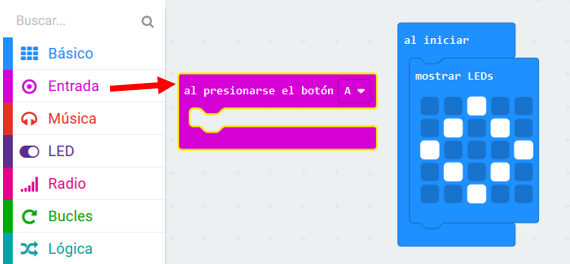 Buscar...
Básico
Entrada
Música
LED
Radio
Bucles
Lógica
al presionarse el botón A
al iniciar
mostrar LEDs